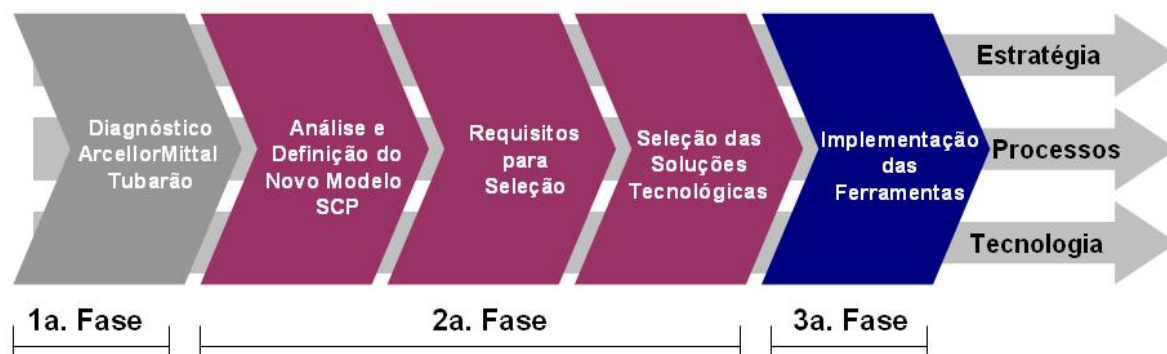 Diagnóstico
ArcellorMittal
Tubarão
Análise e
Definição do
Novo Modelo
SCP
Requisitos
para
Seleção
Seleção das
Soluções
Tecnológicas
Implementação
das
Ferramentas
Estratégia
Processos
Tecnologia
1a. Fase
2a. Fase
3a. Fase